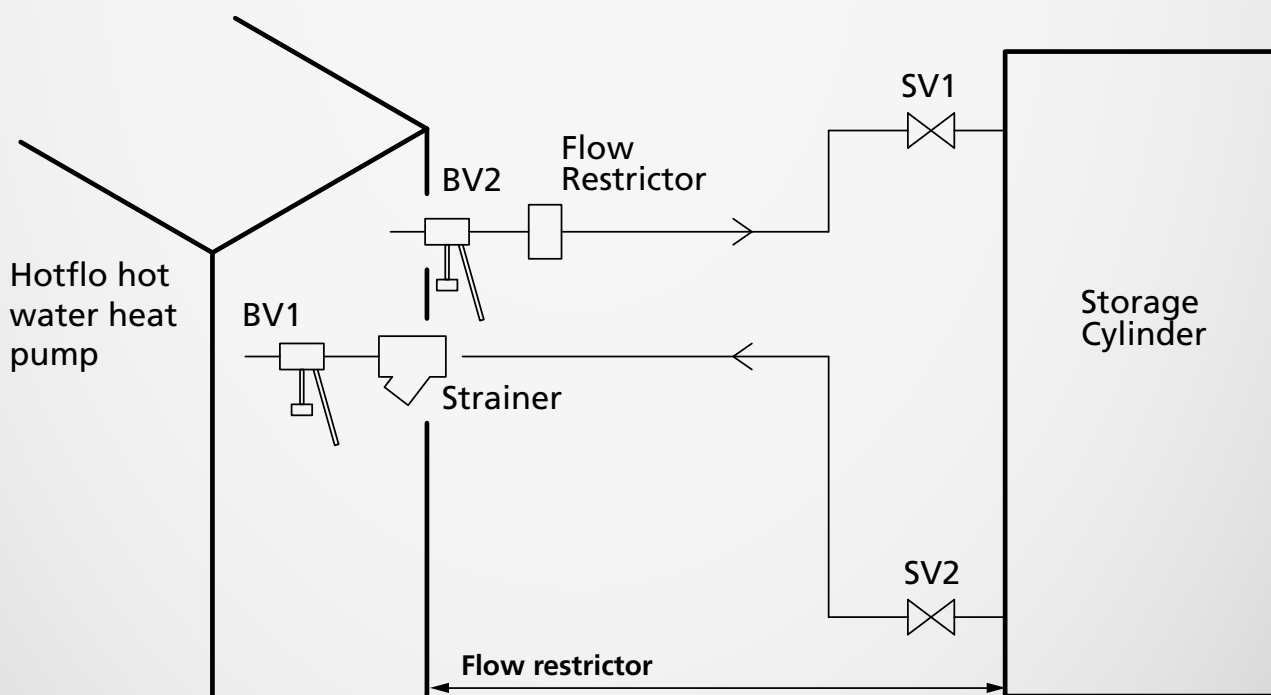 SV1
Flow
Restrictor
BV2
Hotflo hot
water heat
pump
BV1
Storage
Cylinder
Strainer
SV2
Flow restrictor